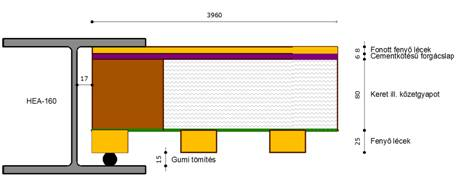 3960
Fonott fenyő lécek
Cementkötésű forgácslap
6 8
17
HEA-160
80
Keret ill. kőzetgyapot
25
Fenyő lécek
15
Gumi tömítés